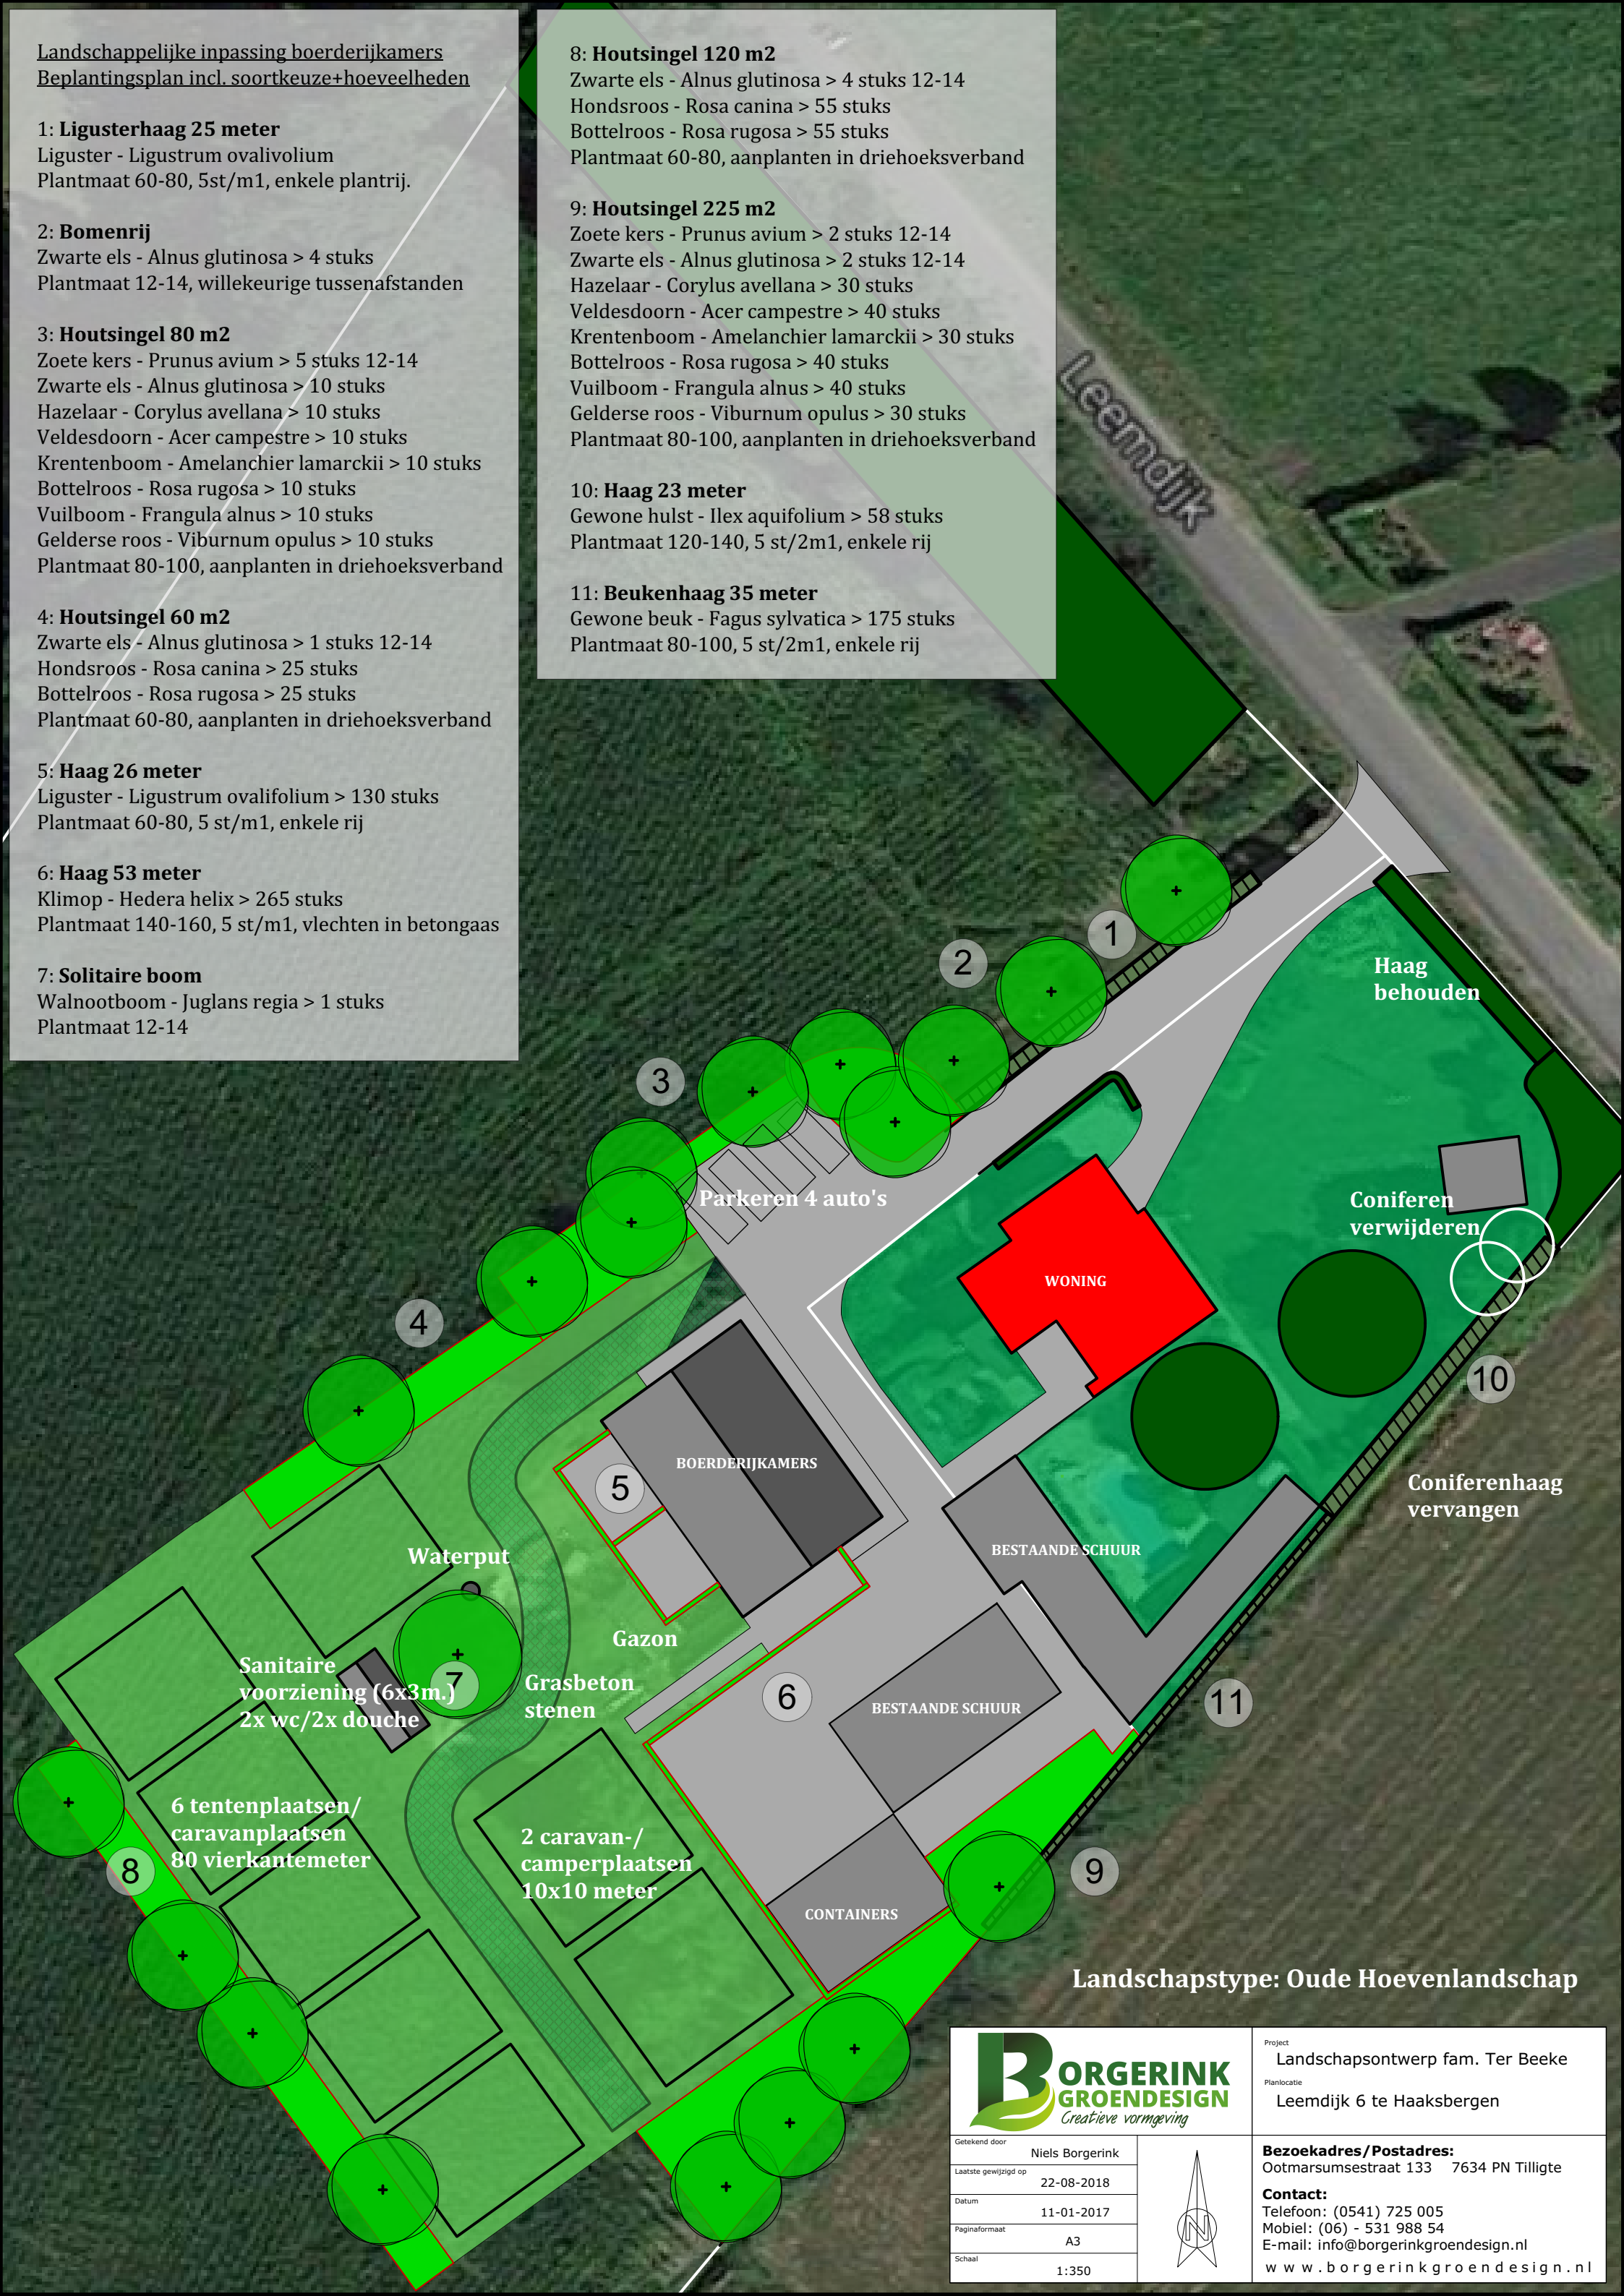 Landschappelijke inpassing boerderijkamers
Beplantingsplan incl. soortkeuze+hoeveelheden
1: Ligusterhaag 25 meter
Liguster - Ligustrum ovalivolium
Plantmaat 60-80, 5st/m1, enkele plantrij.
2: Bomenrij
Zwarte els - Alnus glutinosa > 4 stuks
Plantmaat 12-14, willekeurige tussenafstanden
3: Houtsingel 80 m2
Zoete kers - Prunus avium > 5 stuks 12-14
Zwarte els - Alnus glutinosa > 10 stuks
Hazelaar - Corylus avellana > 10 stuks
Veldesdoorn - Acer campestre > 10 stuks
Krentenboom - Amelanchier lamarckii > 10 stuks
Bottelroos - Rosa rugosa > 10 stuks
Vuilboom - Frangula alnus > 10 stuks
Gelderse roos - Viburnum opulus > 10 stuks
Plantmaat 80-100, aanplanten in driehoeksverband
4: Houtsingel 60 m2
Zwarte els - Alnus glutinosa > 1 stuks 12-14
Hondsroos - Rosa canina > 25 stuks
Bottelroos - Rosa rugosa > 25 stuks
Plantmaat 60-80, aanplanten in driehoeksverband
5: Haag 26 meter
Liguster - Ligustrum ovalifolium > 130 stuks
Plantmaat 60-80, 5 st/m1, enkele rij
6: Haag 53 meter
Klimop - Hedera helix > 265 stuks
Plantmaat 140-160, 5 st/m1, vlechten in betongaas
7: Solitaire boom
Walnootboom - Juglans regia > 1 stuks
Plantmaat 12-14
8: Houtsingel 120 m2
Zwarte els - Alnus glutinosa > 4 stuks 12-14
Hondsroos - Rosa canina > 55 stuks
Bottelroos - Rosa rugosa > 55 stuks
Plantmaat 60-80, aanplanten in driehoeksverband
9: Houtsingel 225 m2
Zoete kers - Prunus avium > 2 stuks 12-14
Zwarte els - Alnus glutinosa > 2 stuks 12-14
Hazelaar - Corylus avellana > 30 stuks
Veldesdoorn - Acer campestre > 40 stuks
Krentenboom - Amelanchier lamarckii > 30 stuks
Bottelroos - Rosa rugosa > 40 stuks
Vuilboom - Frangula alnus > 40 stuks
Gelderse roos - Viburnum opulus > 30 stuks
Plantmaat 80-100, aanplanten in driehoeksverband
10: Haag 23 meter
Gewone hulst - Ilex aquifolium > 58 stuks
Plantmaat 120-140, 5 st/2m1, enkele rij
11: Beukenhaag 35 meter
Gewone beuk - Fagus sylvatica > 175 stuks
Plantmaat 80-100, 5 st/2m1, enkele rij
Leemdijk
1
2
Haag
behouden
3
Parkeren 4 auto's
Coniferen
verwijderen
WONING
4
10
BOERDERIJKAMERS
5
Coniferenhaag
vervangen
BESTAANDE SCHUUR
Waterput
Gazon
Sanitaire
voorziening (6x3m.)
2x wc/2x douche
7
Grasbeton
stenen
6
11
BESTAANDE SCHUUR
6 tentenplaatsen/
caravanplaatsen
80 vierkantemeter
2 caravan-/
camperplaatsen
10x10 meter
8
9
CONTAINERS
Landschapstype: Oude Hoevenlandschap
BORGERINK
GROENDESIGN
Creatieve vormgeving
Project
Landschapsontwerp fam. Ter Beeke
Planlocatie
Leemdijk 6 te Haaksbergen
Getekend door
Niels Borgerink
Laatste gewijzigd op
22-08-2018
Datum
11-01-2017
Paginaformaat
A3
Schaal
1:350
N
Bezoekadres/Postadres:
Ootmarsumsestraat 133 7634 PN Tilligte
Contact:
Telefoon: (0541) 725 005
Mobiel: (06) - 531 988 54
E-mail: info@borgerinkgroendesign.nl
www.borgerinkgroendesign.nl